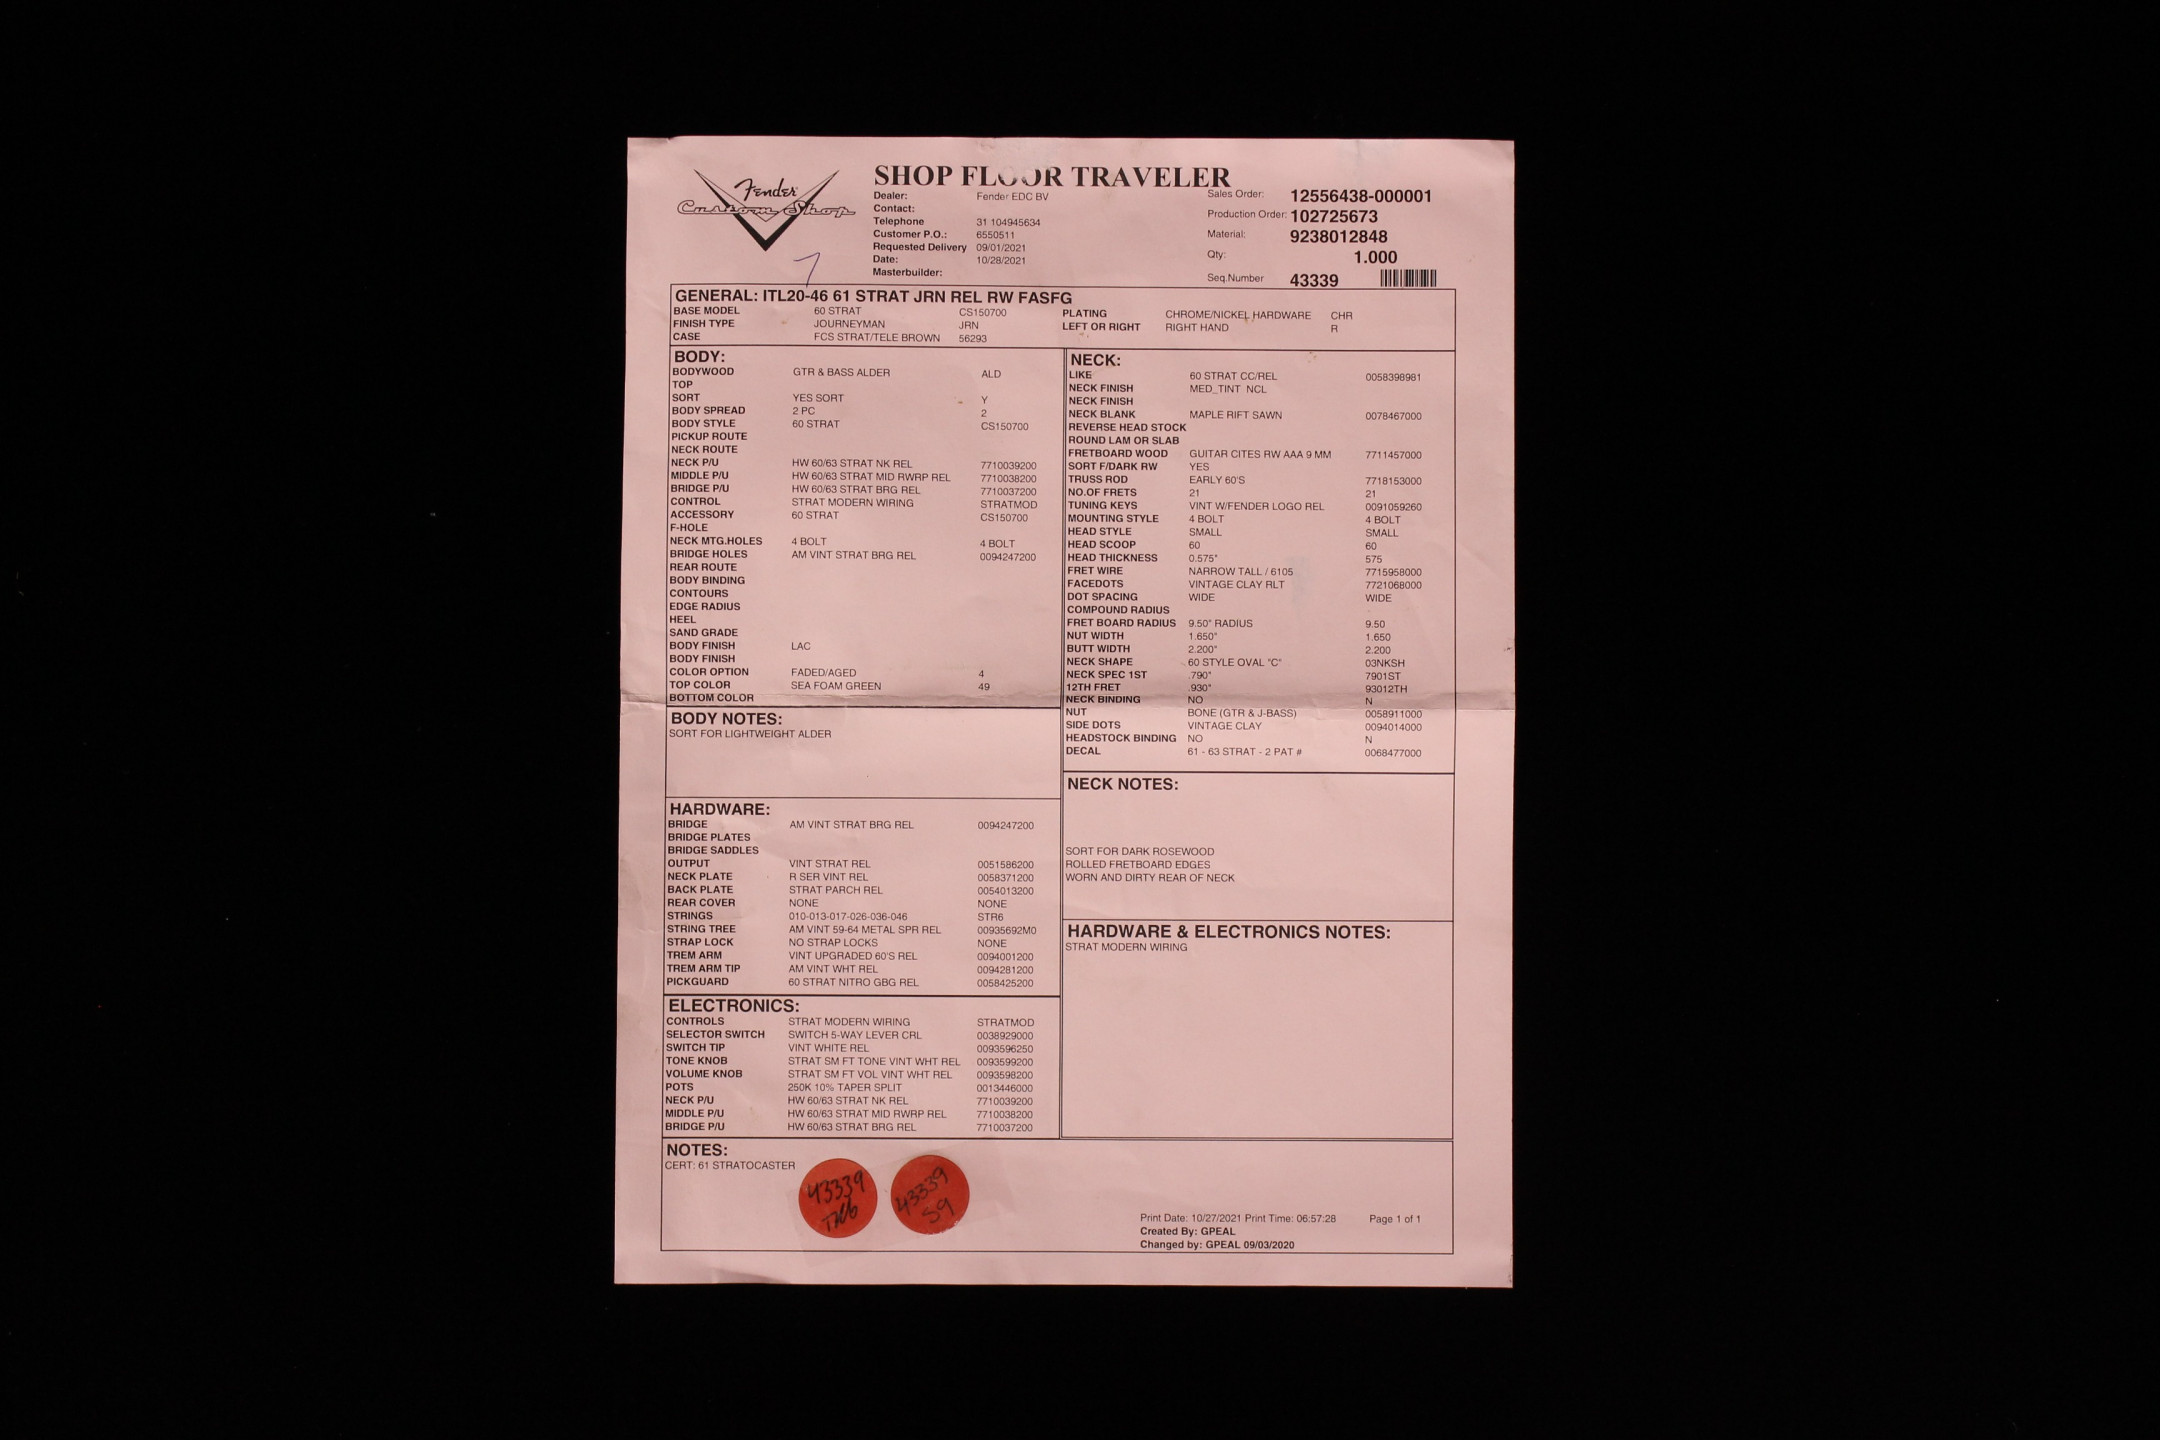 Fender
Custom Shop
7
SHOP FLOOR TRAVELER
Dealer: Fender EDC BV
Contact:
Telephone 31 104945634
Customer P.O.: 6550511
Requested Delivery 09/01/2021
Date: 10/28/2021
Masterbuilder:
Sales Order: 12556438-000001
Production Order: 102725673
Material: 9238012848
Qty: 1.000
Seq.Number 43339
GENERAL: ITL20-46 61 STRAT JRN REL RW FASFG
BASE MODEL 60 STRAT CS150700
FINISH TYPE JOURNEYMAN JRN
CASE FCS STRAT/TELE BROWN 56293
PLATING CHROME/NICKEL HARDWARE CHR
LEFT OR RIGHT RIGHT HAND R
BODY:
BODYWOOD GTR & BASS ALDER ALD
TOP
SORT YES SORT Y
BODY SPREAD 2 PC 2
BODY STYLE 60 STRAT CS150700
PICKUP ROUTE
NECK ROUTE
NECK P/U HW 60/63 STRAT NK REL 7710039200
MIDDLE P/U HW 60/63 STRAT MID RWRP REL 7710038200
BRIDGE P/U HW 60/63 STRAT BRG REL 7710037200
CONTROL STRAT MODERN WIRING STRATMOD
ACCESSORY 60 STRAT CS150700
F-HOLE
NECK MTG.HOLES 4 BOLT 4 BOLT
BRIDGE HOLES AM VINT STRAT BRG REL 0094247200
REAR ROUTE
BODY BINDING
CONTOURS
EDGE RADIUS
HEEL
SAND GRADE
BODY FINISH LAC
BODY FINISH
COLOR OPTION FADED/AGED 4
TOP COLOR SEA FOAM GREEN 49
BOTTOM COLOR
BODY NOTES:
SORT FOR LIGHTWEIGHT ALDER
HARDWARE:
BRIDGE AM VINT STRAT BRG REL 0094247200
BRIDGE PLATES
BRIDGE SADDLES
OUTPUT VINT STRAT REL 0051586200
NECK PLATE R SER VINT REL 0058371200
BACK PLATE STRAT PARCH REL 0054013200
REAR COVER NONE NONE
STRINGS 010-013-017-026-036-046 STR6
STRING TREE AM VINT 59-64 METAL SPR REL 00935692M0
STRAP LOCK NO STRAP LOCKS NONE
TREM ARM VINT UPGRADED 60'S REL 0094001200
TREM ARM TIP AM VINT WHT REL 0094281200
PICKGUARD 60 STRAT NITRO GBG REL 0058425200
ELECTRONICS:
CONTROLS STRAT MODERN WIRING STRATMOD
SELECTOR SWITCH SWITCH 5-WAY LEVER CRL 0038929000
SWITCH TIP VINT WHITE REL 0093596250
TONE KNOB STRAT SM FT TONE VINT WHT REL 0093599200
VOLUME KNOB STRAT SM FT VOL VINT WHT REL 0093598200
POTS 250K 10% TAPER SPLIT 0013446000
NECK P/U HW 60/63 STRAT NK REL 7710039200
MIDDLE P/U HW 60/63 STRAT MID RWRP REL 7710038200
BRIDGE P/U HW 60/63 STRAT BRG REL 7710037200
NECK:
LIKE 60 STRAT CC/REL 0058398981
NECK FINISH MED_TINT NCL
NECK FINISH
NECK BLANK MAPLE RIFT SAWN 0078467000
REVERSE HEAD STOCK
ROUND LAM OR SLAB
FRETBOARD WOOD GUITAR CITES RW AAA 9 MM 7711457000
SORT F/DARK RW YES
TRUSS ROD EARLY 60'S 7718153000
NO.OF FRETS 21 21
TUNING KEYS VINT W/FENDER LOGO REL 0091059260
MOUNTING STYLE 4 BOLT 4 BOLT
HEAD STYLE SMALL SMALL
HEAD SCOOP 60 60
HEAD THICKNESS 0.575" 575
FRET WIRE NARROW TALL / 6105 7715958000
FACEDOTS VINTAGE CLAY RLT 7721068000
DOT SPACING WIDE WIDE
COMPOUND RADIUS
FRET BOARD RADIUS 9.50" RADIUS 9.50
NUT WIDTH 1.650" 1.650
BUTT WIDTH 2.200" 2.200
NECK SHAPE 60 STYLE OVAL "C" 03NKSH
NECK SPEC 1ST .790" 7901ST
12TH FRET .930" 93012TH
NECK BINDING NO N
NUT BONE (GTR & J-BASS) 0058911000
SIDE DOTS VINTAGE CLAY 0094014000
HEADSTOCK BINDING NO N
DECAL 61 - 63 STRAT - 2 PAT # 0068477000
NECK NOTES:
SORT FOR DARK ROSEWOOD
ROLLED FRETBOARD EDGES
WORN AND DIRTY REAR OF NECK
HARDWARE & ELECTRONICS NOTES:
STRAT MODERN WIRING
NOTES:
CERT: 61 STRATOCASTER
43339
43339
59
Print Date: 10/27/2021 Print Time: 06:57:28 Page 1 of 1
Created By: GPEAL
Changed by: GPEAL 09/03/2020